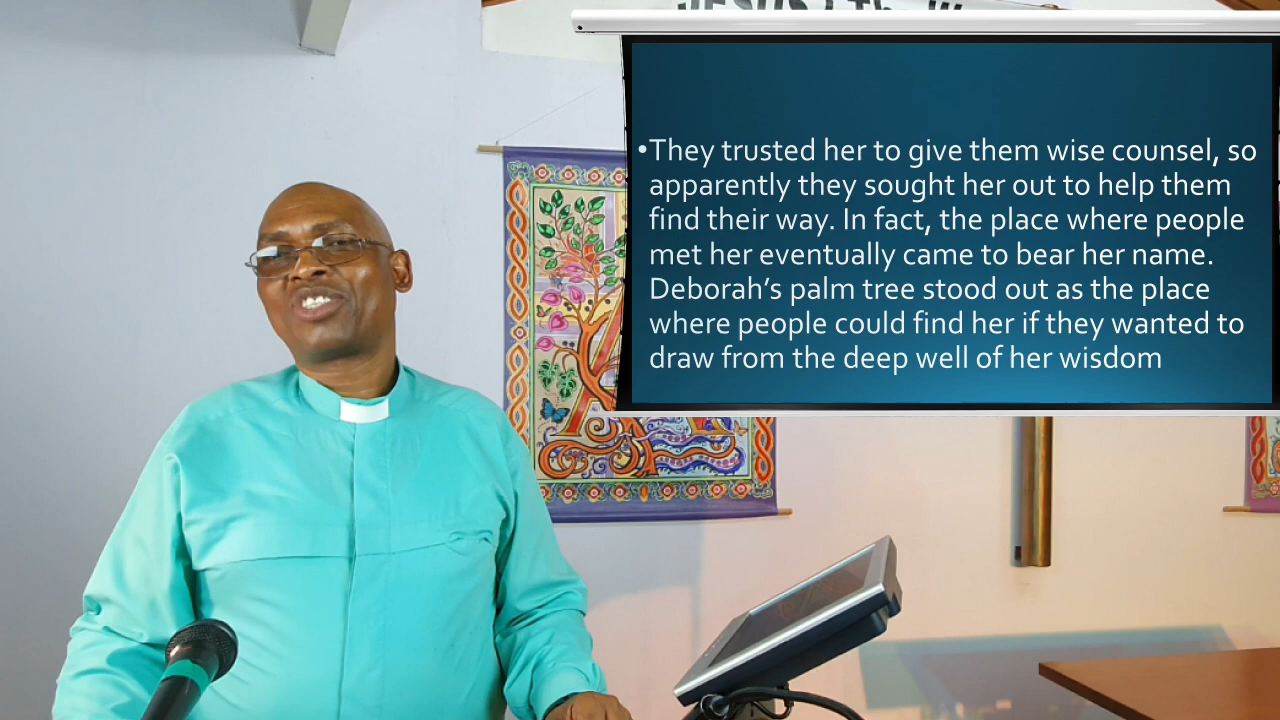 JESUS
•They trusted her to give them wise counsel, so
apparently they sought her out to help them
find their way. In fact, the place where people
met her eventually came to bear her name.
Deborah’s palm tree stood out as the place
where people could find her if they wanted to
draw from the deep well of her wisdom